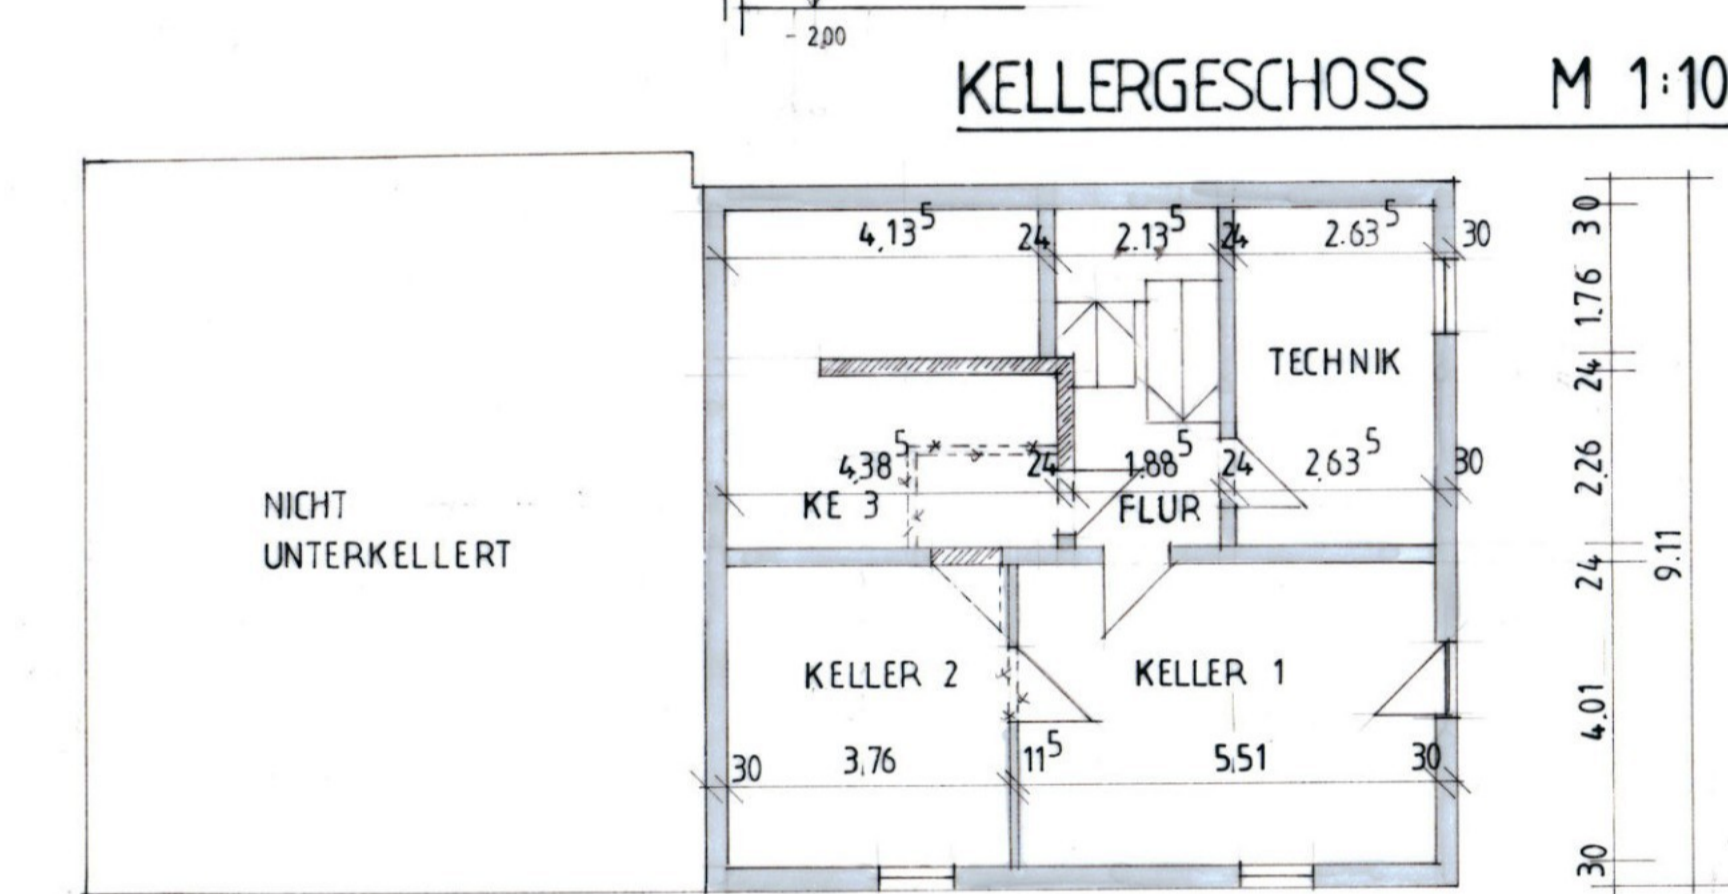 - 2,00
KELLERGESCHOSS M 1:10
4,13⁵ 24 2.13⁵ 24 2.63⁵ 30
TECHNIK
4,38⁵ 24 1.88⁵ 24 2,63⁵ 30
KE 3 FLUR
NICHT
UNTERKELLERT
KELLER 2 KELLER 1
30 3,76 11⁵ 5,51 30
30
1.76
24
2,26
24
4.01
30
9.11